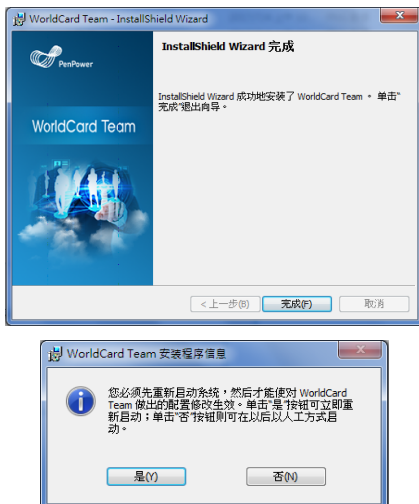 WorldCard Team - InstallShield Wizard
PenPower
WorldCard Team
InstallShield Wizard 完成
InstallShield Wizard 成功地安装了 WorldCard Team。单击“
完成”退出向导。
< 上一步(B)
完成(F)
取消
WorldCard Team 安装程序信息
您必须先重新启动系统，然后才能使对 WorldCard
Team 做出的配置修改生效。单击“是”按钮可立即重
新启动；单击“否”按钮则可在以后以人工方式启
动。
是(Y)
否(N)